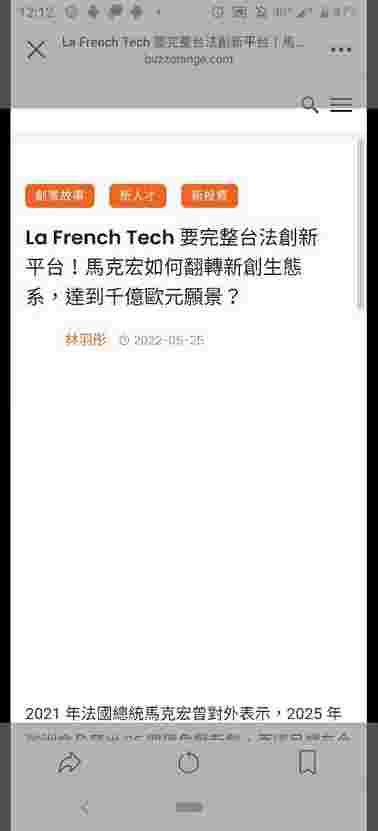 12:12
La French Tech 要完整台法創新平台！馬...
buzzorange.com
創業故事 新人才 新投資
La French Tech 要完整台法創新
平台！馬克宏如何翻轉新創生態
系，達到千億歐元願景？
林羽彤 2022-05-25
2021 年法國總統馬克宏曾對外表示，2025 年